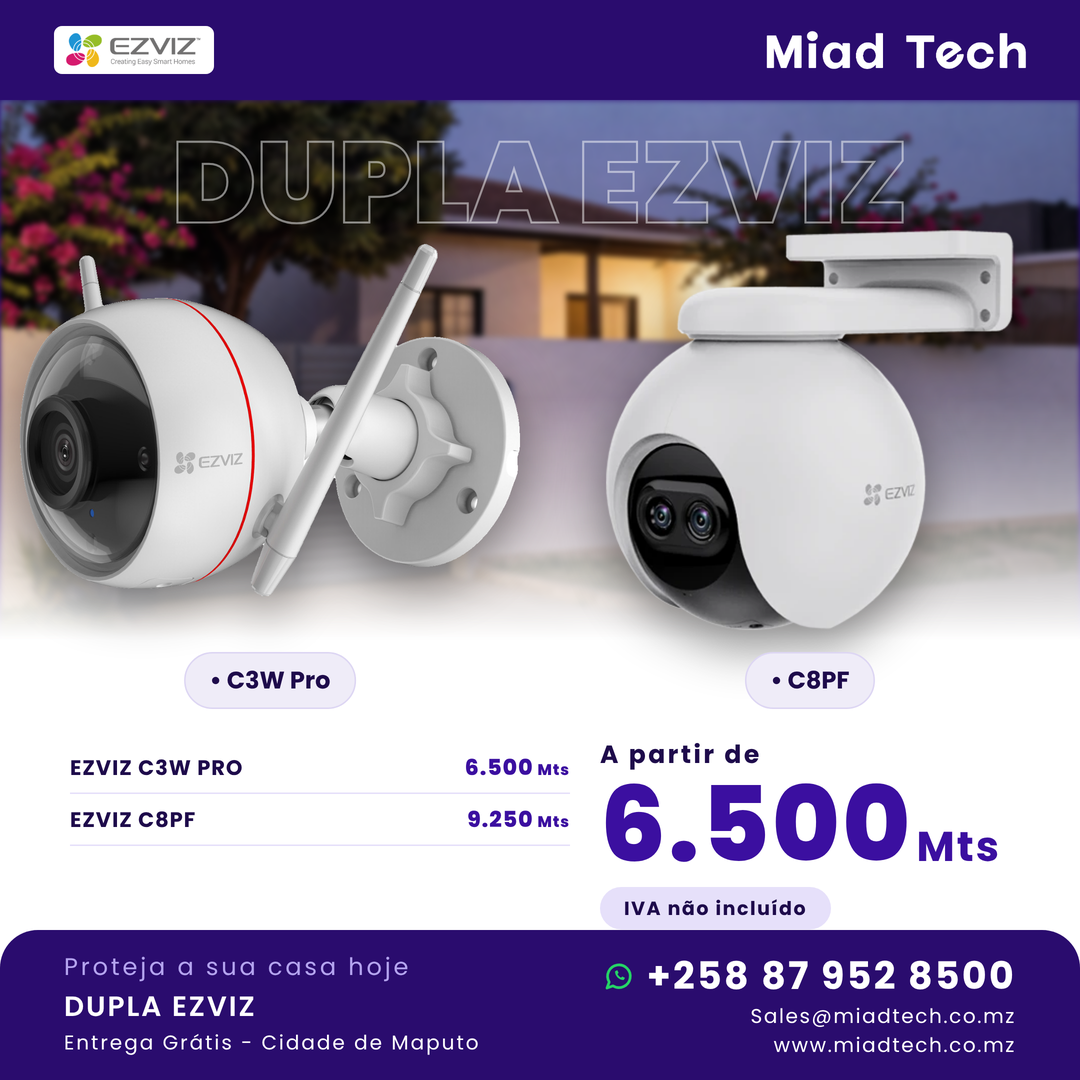 EZVIZ
Creating Easy Smart Homes
Miad Tech
DUPLA EZVIZ
EZVIZ
EZVIZ
• C3W Pro
• C8PF
EZVIZ C3W PRO 6.500 Mts
EZVIZ C8PF 9.250 Mts
A partir de
6.500 Mts
IVA não incluído
Proteja a sua casa hoje
DUPLA EZVIZ
Entrega Grátis - Cidade de Maputo
+258 87 952 8500
Sales@miadtech.co.mz
www.miadtech.co.mz